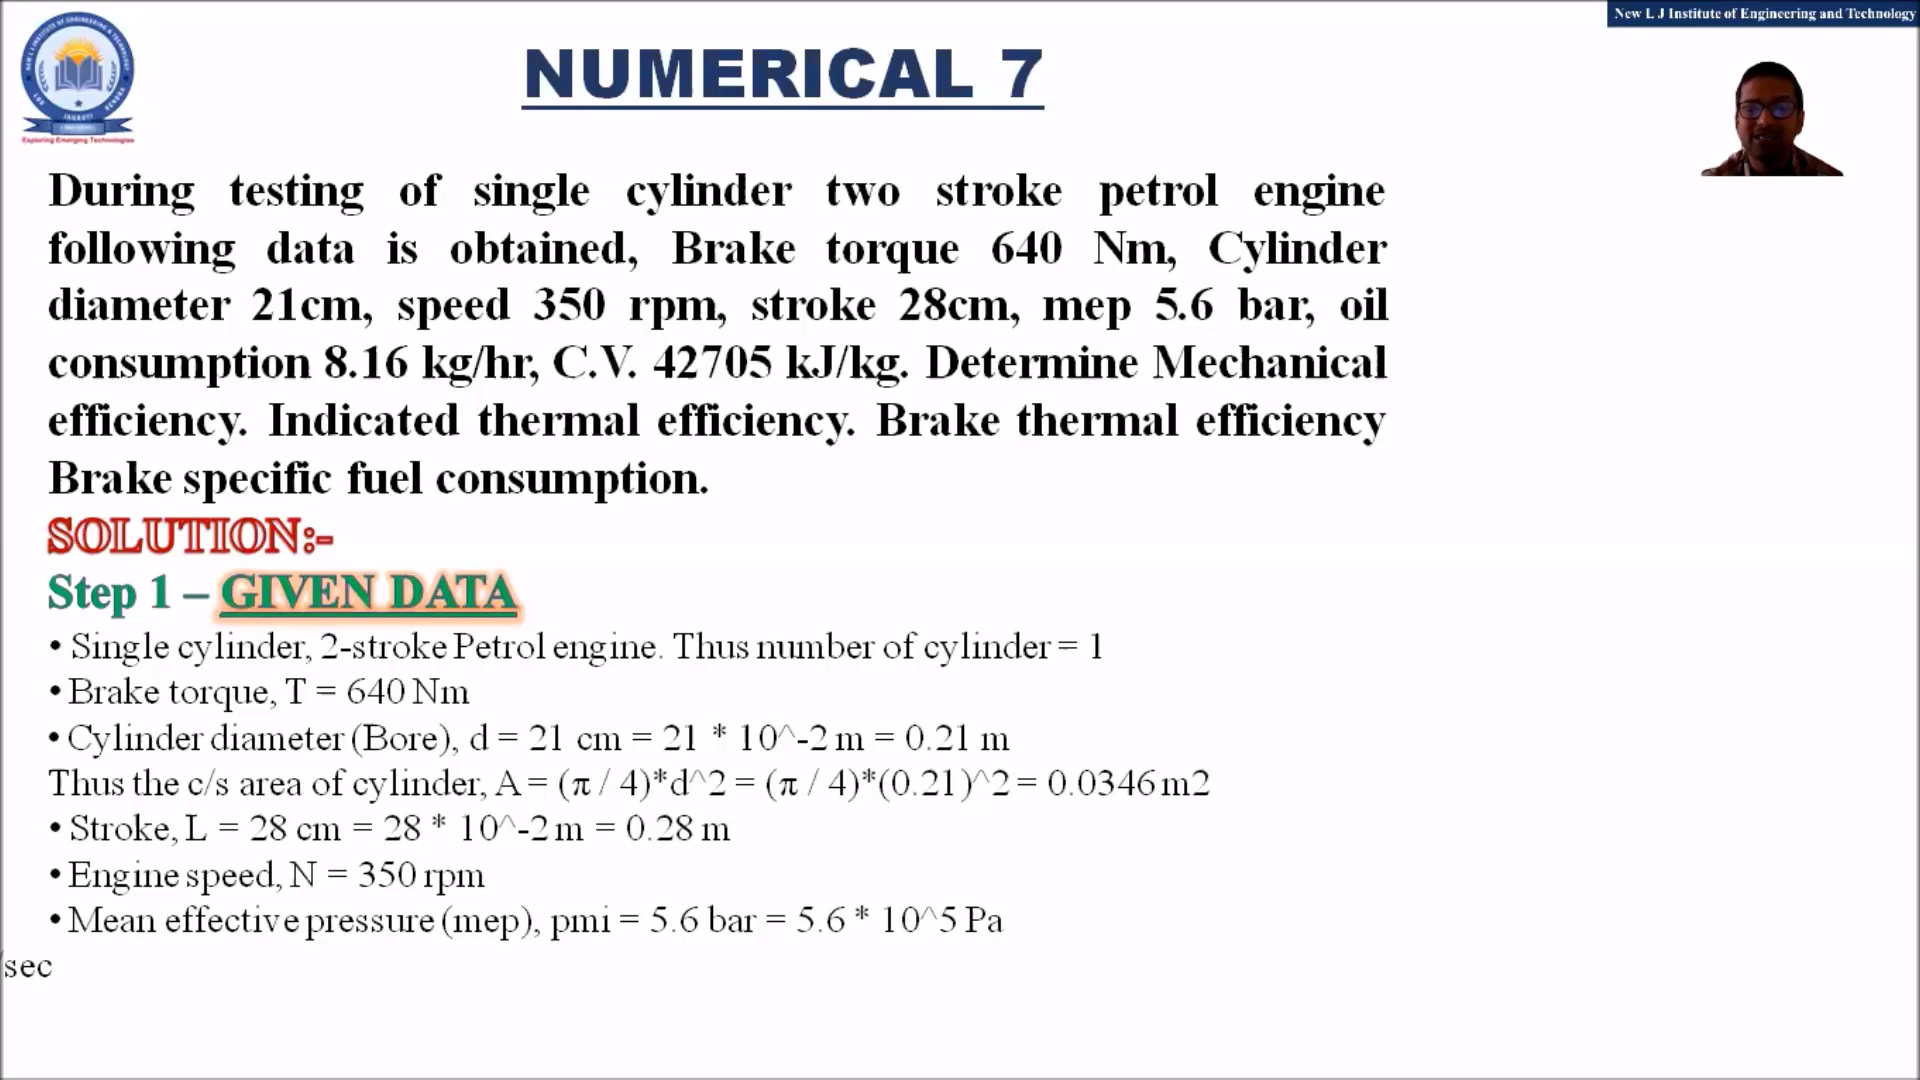 New L J Institute of Engineering and Technology
NUMERICAL 7
Exploring Emerging Technologies
During testing of single cylinder two stroke petrol engine
following data is obtained, Brake torque 640 Nm, Cylinder
diameter 21cm, speed 350 rpm, stroke 28cm, mep 5.6 bar, oil
consumption 8.16 kg/hr, C.V. 42705 kJ/kg. Determine Mechanical
efficiency. Indicated thermal efficiency. Brake thermal efficiency
Brake specific fuel consumption.
SOLUTION:-
Step 1 – GIVEN DATA
• Single cylinder, 2-stroke Petrol engine. Thus number of cylinder = 1
• Brake torque, T = 640 Nm
• Cylinder diameter (Bore), d = 21 cm = 21 * 10^-2 m = 0.21 m
Thus the c/s area of cylinder, A = (π / 4)*d^2 = (π / 4)*(0.21)^2 = 0.0346 m2
• Stroke, L = 28 cm = 28 * 10^-2 m = 0.28 m
• Engine speed, N = 350 rpm
• Mean effective pressure (mep), pmi = 5.6 bar = 5.6 * 10^5 Pa
/sec